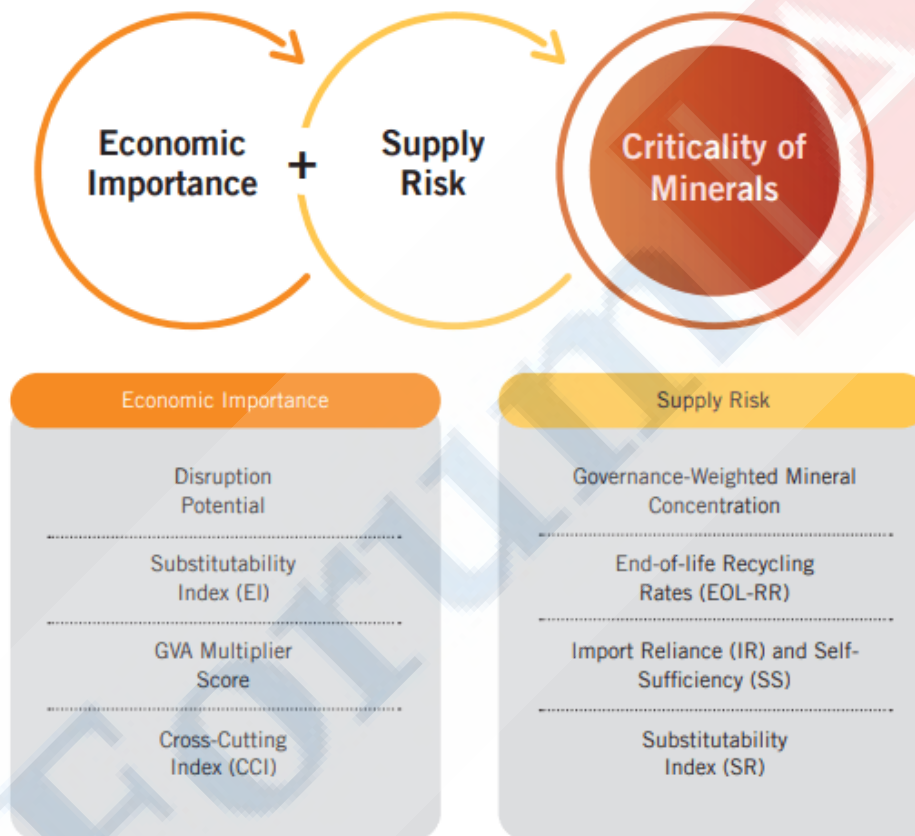 Economic
Importance
+
Supply
Risk
Criticality of
Minerals
Economic Importance
Disruption
Potential
Substitutability
Index (EI)
GVA Multiplier
Score
Cross-Cutting
Index (CCI)
Supply Risk
Governance-Weighted Mineral
Concentration
End-of-life Recycling
Rates (EOL-RR)
Import Reliance (IR) and Self-
Sufficiency (SS)
Substitutability
Index (SR)
Forum